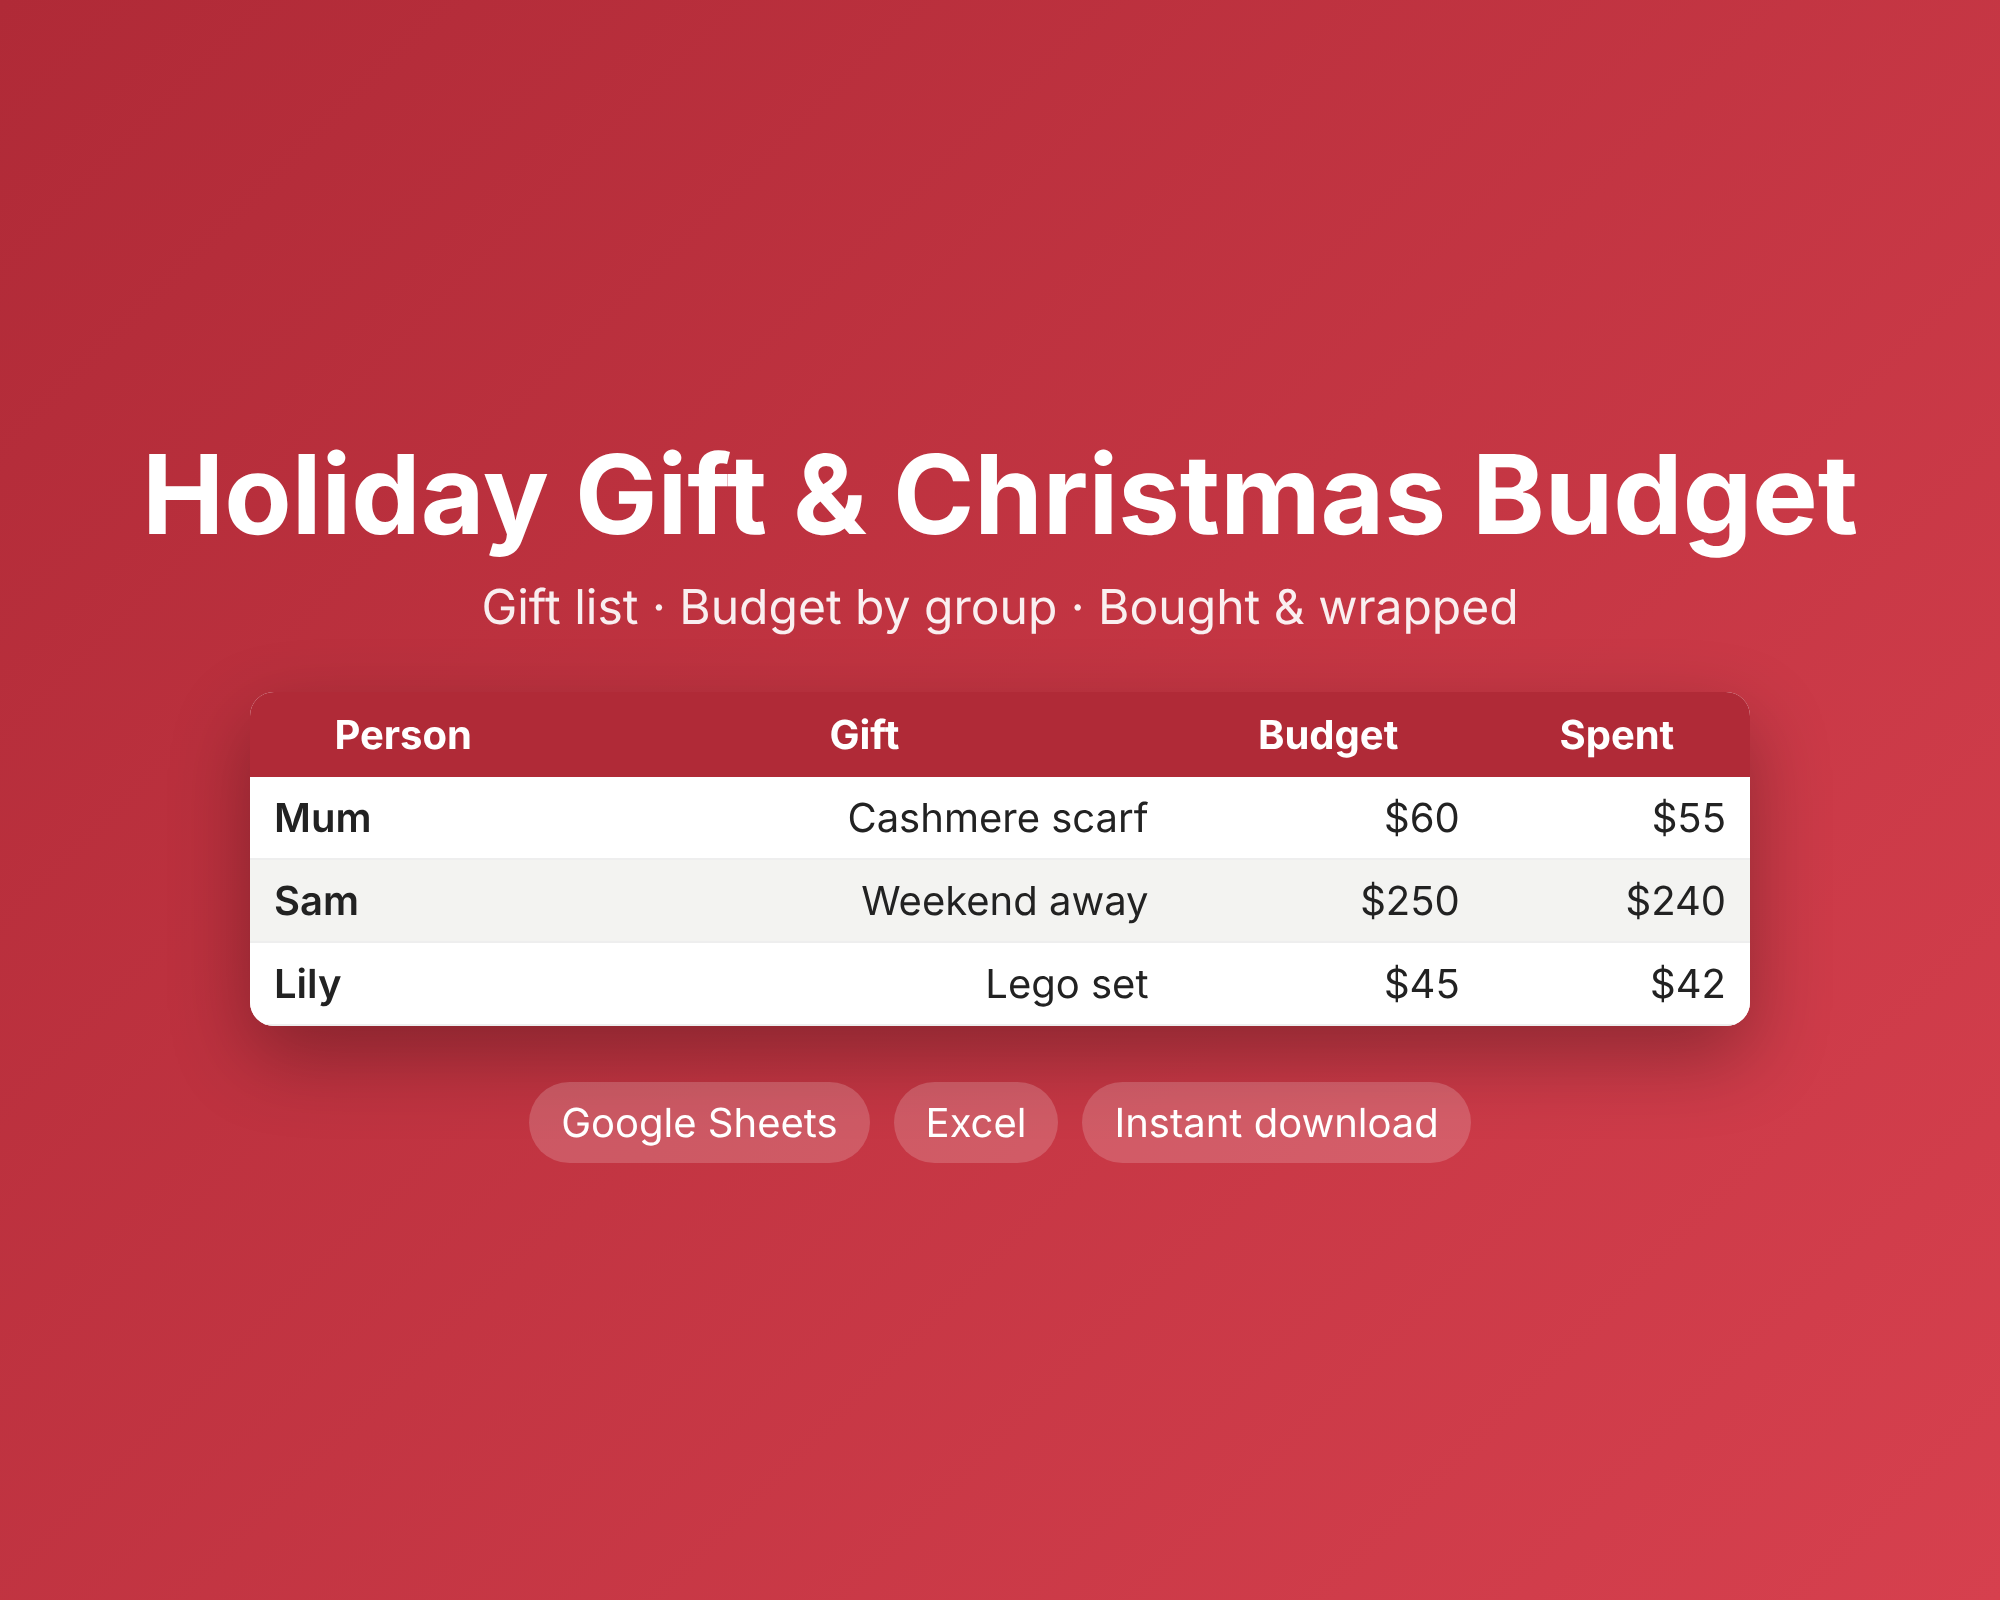 Holiday Gift & Christmas Budget
Gift list · Budget by group · Bought & wrapped
Person Gift Budget Spent
Mum Cashmere scarf $60 $55
Sam Weekend away $250 $240
Lily Lego set $45 $42
Google Sheets Excel Instant download